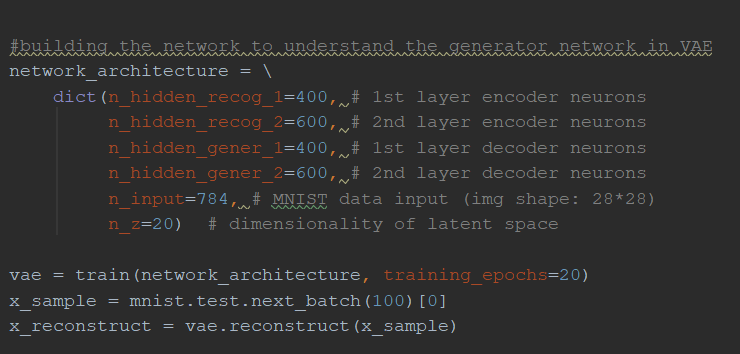 #building the network to understand the generator network in VAE
network_architecture = \
dict(n_hidden_recog_1=400, # 1st layer encoder neurons
n_hidden_recog_2=600, # 2nd layer encoder neurons
n_hidden_gener_1=400, # 1st layer decoder neurons
n_hidden_gener_2=600, # 2nd layer decoder neurons
n_input=784, # MNIST data input (img shape: 28*28)
n_z=20)  # dimensionality of latent space
vae = train(network_architecture, training_epochs=20)
x_sample = mnist.test.next_batch(100)[0]
x_reconstruct = vae.reconstruct(x_sample)